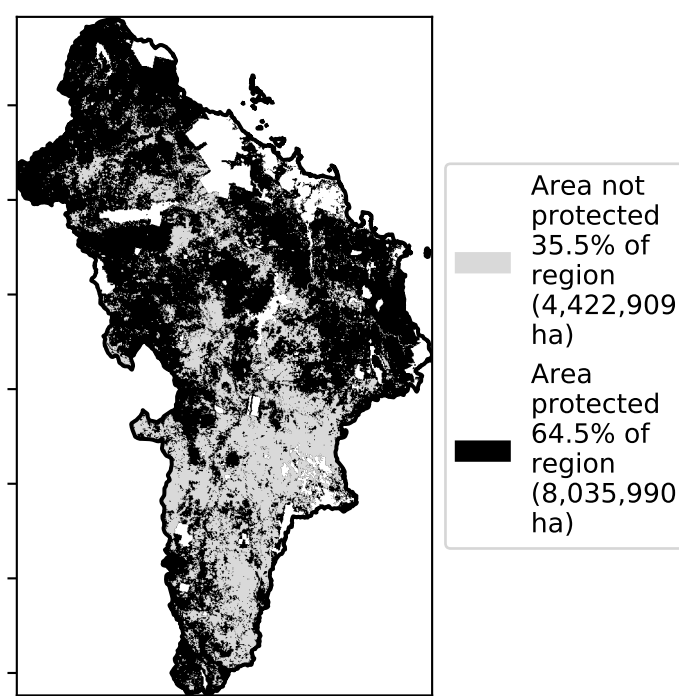 Area not
protected
35.5% of
region
(4,422,909
ha)
Area
protected
64.5% of
region
(8,035,990
ha)